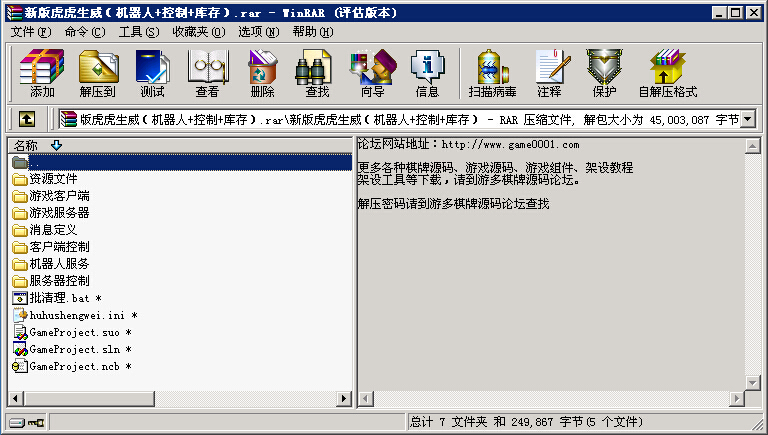 新版虎虎生威(机器人+控制+库存).rar - WinRAR (评估版本)
文件(F) 命令(C) 工具(S) 收藏夹(O) 选项(N) 帮助(H)
添加 解压到 测试 查看 删除 查找 向导 信息 扫描病毒 注释 保护 自解压格式
版虎虎生威(机器人+控制+库存).rar\新版虎虎生威(机器人+控制+库存) - RAR 压缩文件, 解包大小为 45,003,087 字节
名称
..
资源文件
游戏客户端
游戏服务器
消息定义
客户端控制
机器人服务
服务器控制
批清理.bat *
huhushengwei.ini *
GameProject.suo *
GameProject.sln *
GameProject.ncb *
论坛网站地址：http://www.game0001.com
更多各种棋牌源码、游戏源码、游戏组件、架设教程
架设工具等下载，请到游多棋牌源码论坛。
解压密码请到游多棋牌源码论坛查找
总计 7 文件夹 和 249,867 字节(5 个文件)